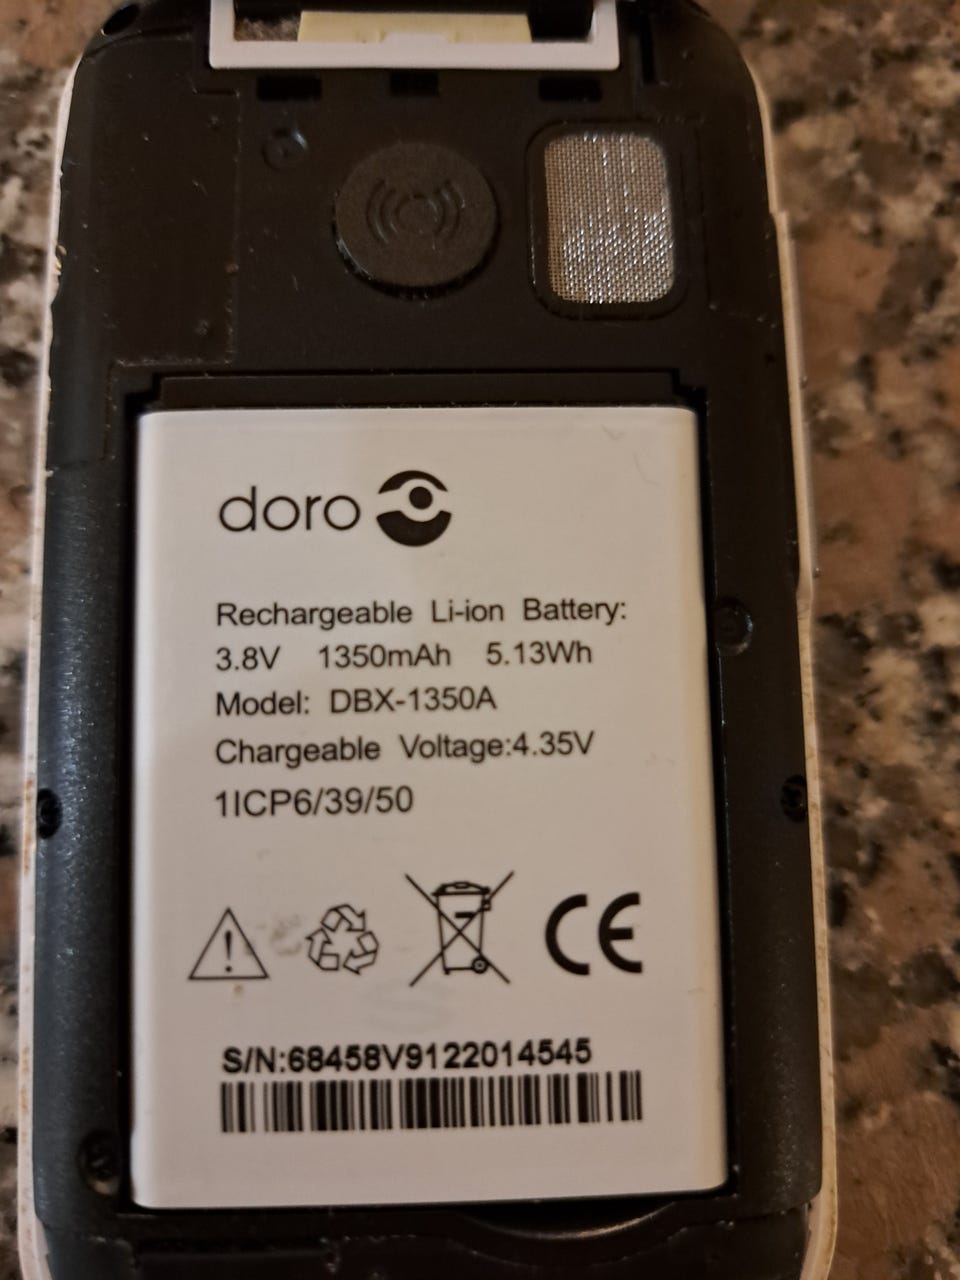 doro
Rechargeable Li-ion Battery:
3.8V 1350mAh 5.13Wh
Model: DBX-1350A
Chargeable Voltage:4.35V
1ICP6/39/50
CE
S/N:68458V9122014545